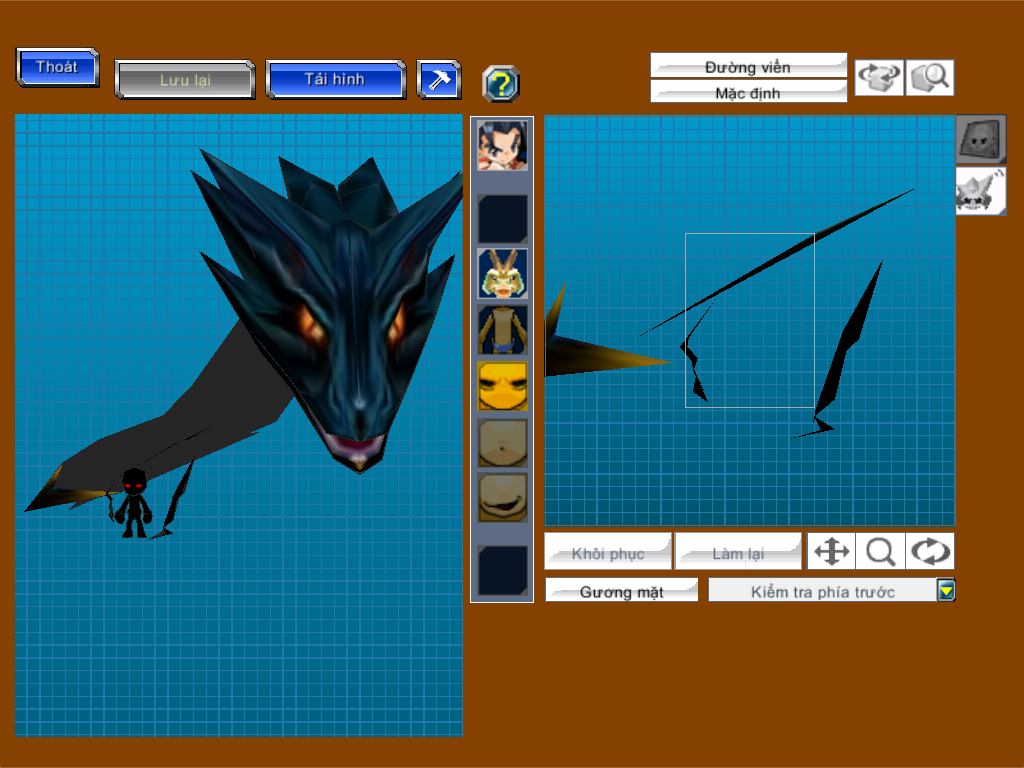 Thoát
Lưu lại
Tải hình
Đường viền
Mặc định
Khôi phục
Làm lại
Gương mặt
Kiểm tra phía trước